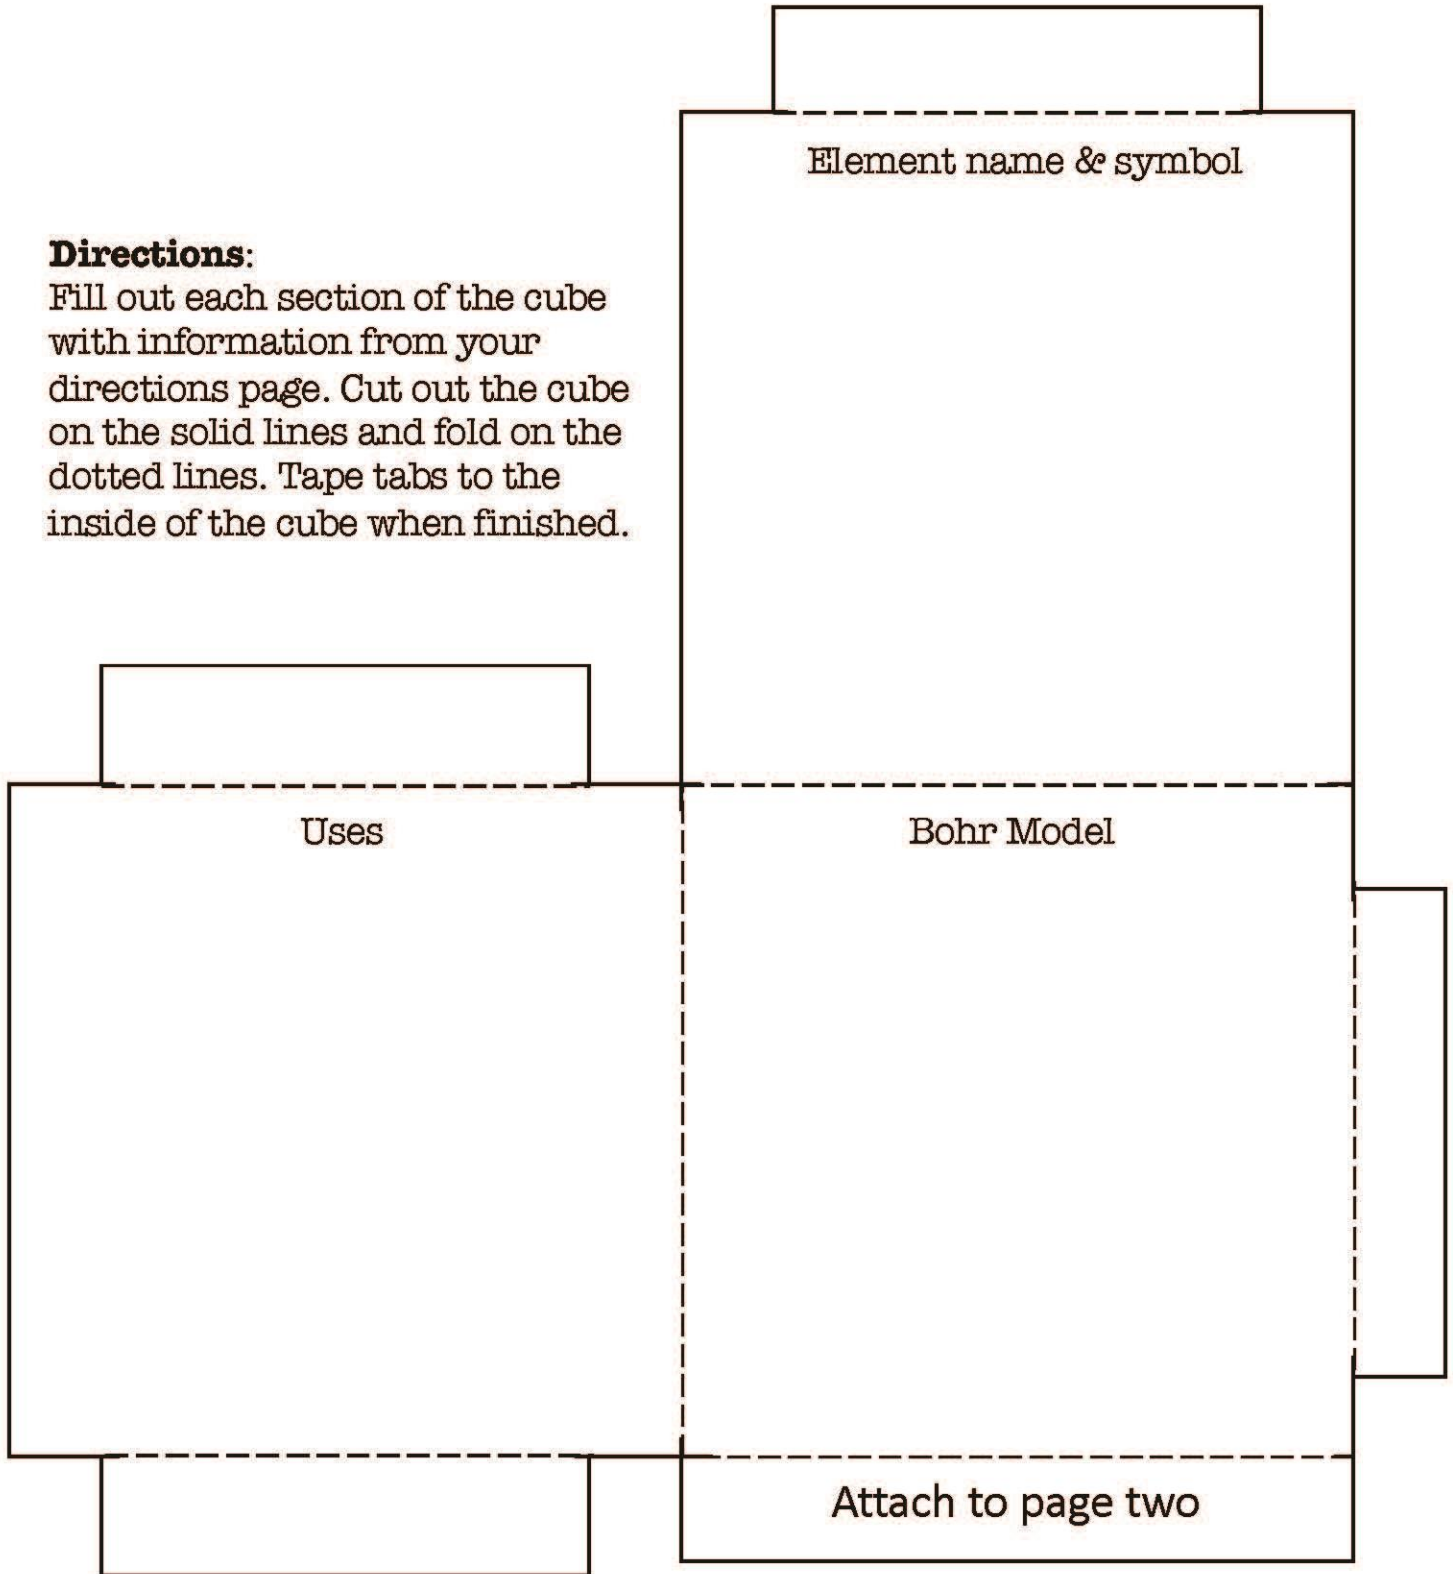 Element name & symbol
Directions:
Fill out each section of the cube
with information from your
directions page. Cut out the cube
on the solid lines and fold on the
dotted lines. Tape tabs to the
inside of the cube when finished.
Uses
Bohr Model
Attach to page two